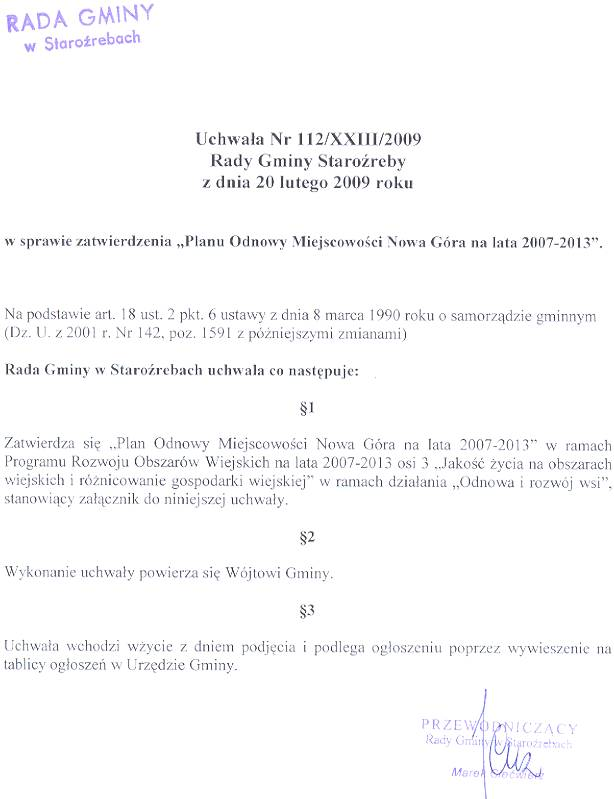 RADA GMINY
w Staroźrebach
Uchwała Nr 112/XXIII/2009
Rady Gminy Staroźreby
z dnia 20 lutego 2009 roku
w sprawie zatwierdzenia „Planu Odnowy Miejscowości Nowa Góra na lata 2007-2013”.
Na podstawie art. 18 ust. 2 pkt. 6 ustawy z dnia 8 marca 1990 roku o samorządzie gminnym
(Dz. U. z 2001 r. Nr 142, poz. 1591 z późniejszymi zmianami)
Rada Gminy w Staroźrebach uchwala co następuje:
§1
Zatwierdza się „Plan Odnowy Miejscowości Nowa Góra na lata 2007-2013” w ramach
Programu Rozwoju Obszarów Wiejskich na lata 2007-2013 osi 3 „Jakość życia na obszarach
wiejskich i różnicowanie gospodarki wiejskiej” w ramach działania „Odnowa i rozwój wsi”,
stanowiący załącznik do niniejszej uchwały.
§2
Wykonanie uchwały powierza się Wójtowi Gminy.
§3
Uchwała wchodzi wżycie z dniem podjęcia i podlega ogłoszeniu poprzez wywieszenie na
tablicy ogłoszeń w Urzędzie Gminy.
PRZEWODNICZĄCY
Rady Gminy w Staroźrebach
Marek